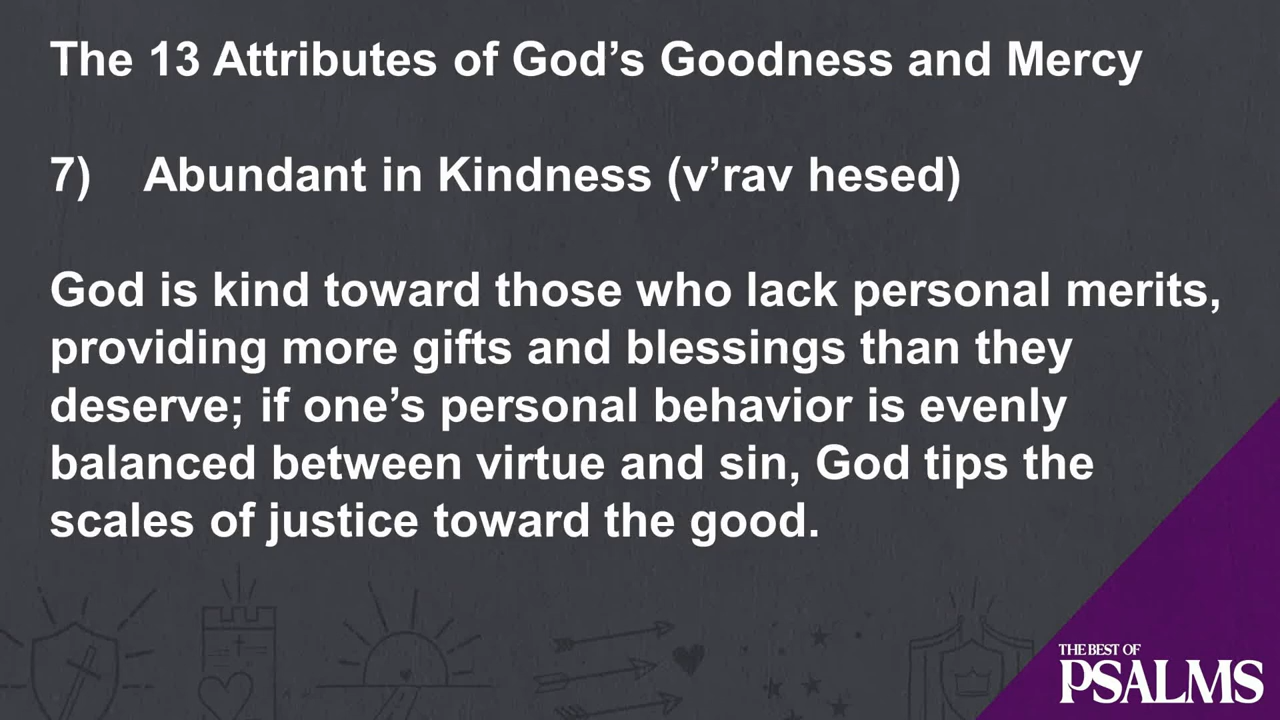 The 13 Attributes of God’s Goodness and Mercy
7) Abundant in Kindness (v’rav hesed)
God is kind toward those who lack personal merits,
providing more gifts and blessings than they
deserve; if one’s personal behavior is evenly
balanced between virtue and sin, God tips the
scales of justice toward the good.
THE BEST OF
PSALMS